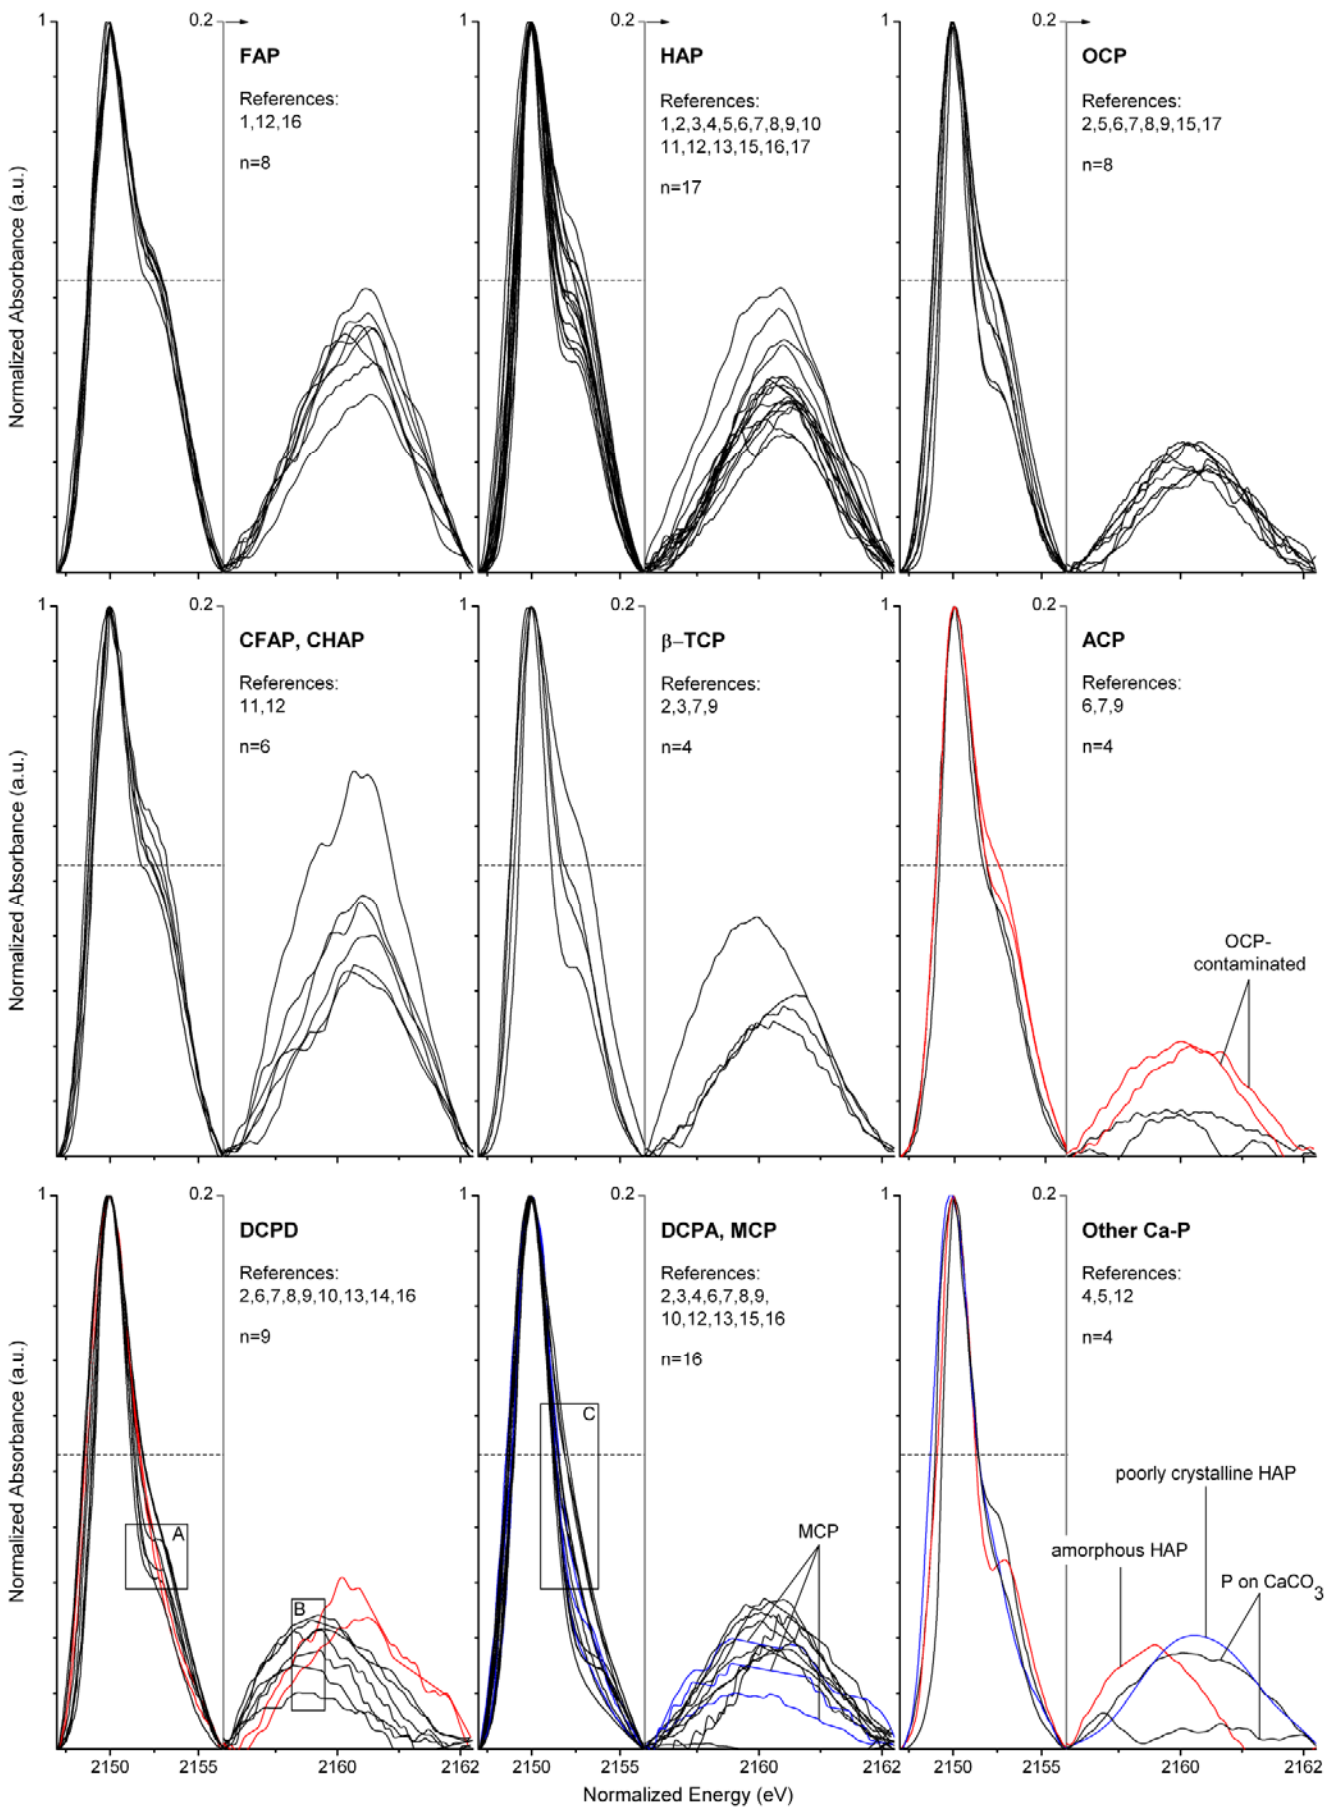 1
0.2
FAP
References:
1,12,16
n=8
1
0.2
HAP
References:
1,2,3,4,5,6,7,8,9,10
11,12,13,15,16,17
n=17
1
0.2
OCP
References:
2,5,6,7,8,9,15,17
n=8
Normalized Absorbance (a.u.)
1
0.2
CFAP, CHAP
References:
11,12
n=6
1
0.2
β–TCP
References:
2,3,7,9
n=4
1
0.2
ACP
References:
6,7,9
n=4
OCP-
contaminated
Normalized Absorbance (a.u.)
1
0.2
DCPD
References:
2,6,7,8,9,10,13,14,16
n=9
A
B
1
0.2
DCPA, MCP
References:
2,3,4,6,7,8,9,
10,12,13,15,16
n=16
C
MCP
1
0.2
Other Ca-P
References:
4,5,12
n=4
poorly crystalline HAP
amorphous HAP
P on CaCO3
Normalized Absorbance (a.u.)
2150 2155 2160 2162 2150 2155 2160 2162 2150 2155 2160 2162
Normalized Energy (eV)